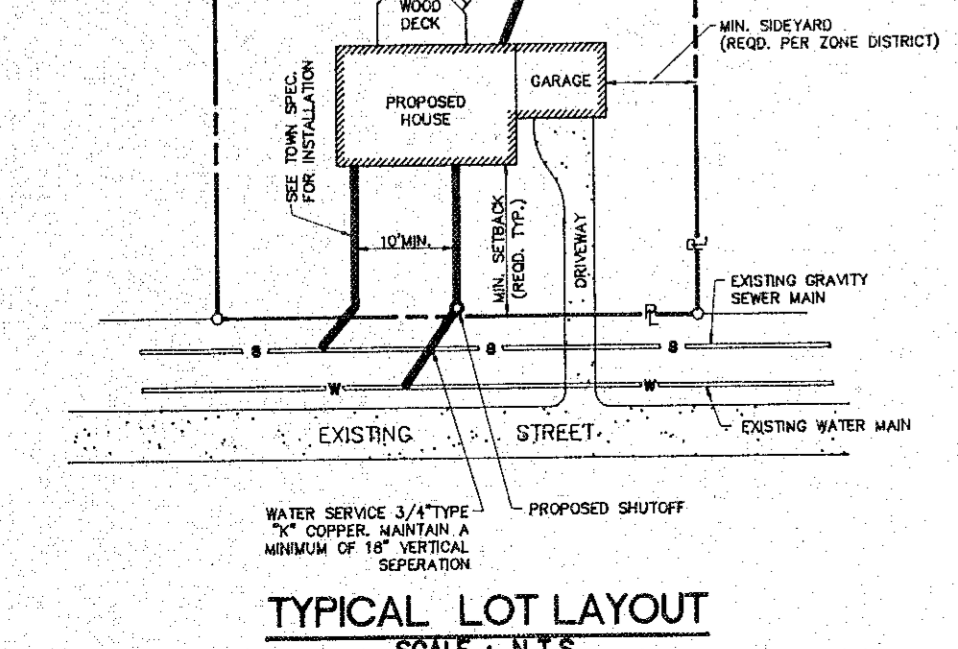 WOOD
DECK
MIN. SIDEYARD
(REQD. PER ZONE DISTRICT)
GARAGE
PROPOSED
HOUSE
SEE TOWN SPEC.
FOR INSTALLATION
10'MIN.
MIN. SETBACK
(REQD. TYP.)
DRIVEWAY
EXISTING GRAVITY
SEWER MAIN
PL
S
S
S
W
W
EXISTING STREET
EXISTING WATER MAIN
WATER SERVICE 3/4"TYPE
"K" COPPER. MAINTAIN A
MINIMUM OF 18" VERTICAL
SEPERATION
PROPOSED SHUTOFF
TYPICAL LOT LAYOUT
SCALE : N.T.S.